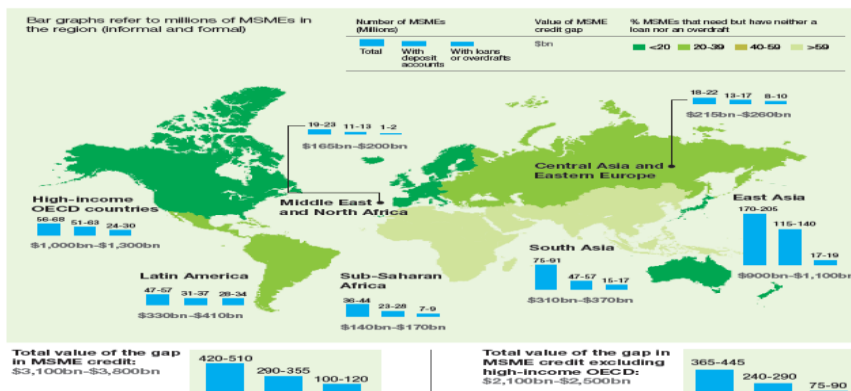 Bar graphs refer to millions of MSMEs in
the region (informal and formal)
Number of MSMEs
(Millions)
Total
With
deposit
accounts
With loans
or overdrafts
Value of MSME
credit gap
$bn
% MSMEs that need but have neither a
loan nor an overdraft
<20
20-39
40-59
>59
18-22 13-17 8-10
$215bn-$260bn
19-23 11-13 1-2
$165bn-$200bn
Central Asia and
Eastern Europe
High-income
OECD countries
56-68 51-63 24-30
$1,000bn-$1,300bn
Middle East
and North Africa
East Asia
170-205
115-140
17-19
$900bn-$1,100bn
South Asia
75-91
47-57 15-17
$310bn-$370bn
Latin America
47-57 31-37 28-34
$330bn-$410bn
Sub-Saharan
Africa
36-44 23-28 7-9
$140bn-$170bn
Total value of the gap
in MSME credit:
$3,100bn-$3,800bn
420-510
290-355
100-120
Total value of the gap in
MSME credit excluding
high-income OECD:
$2,100bn-$2,500bn
365-445
240-290
75-90